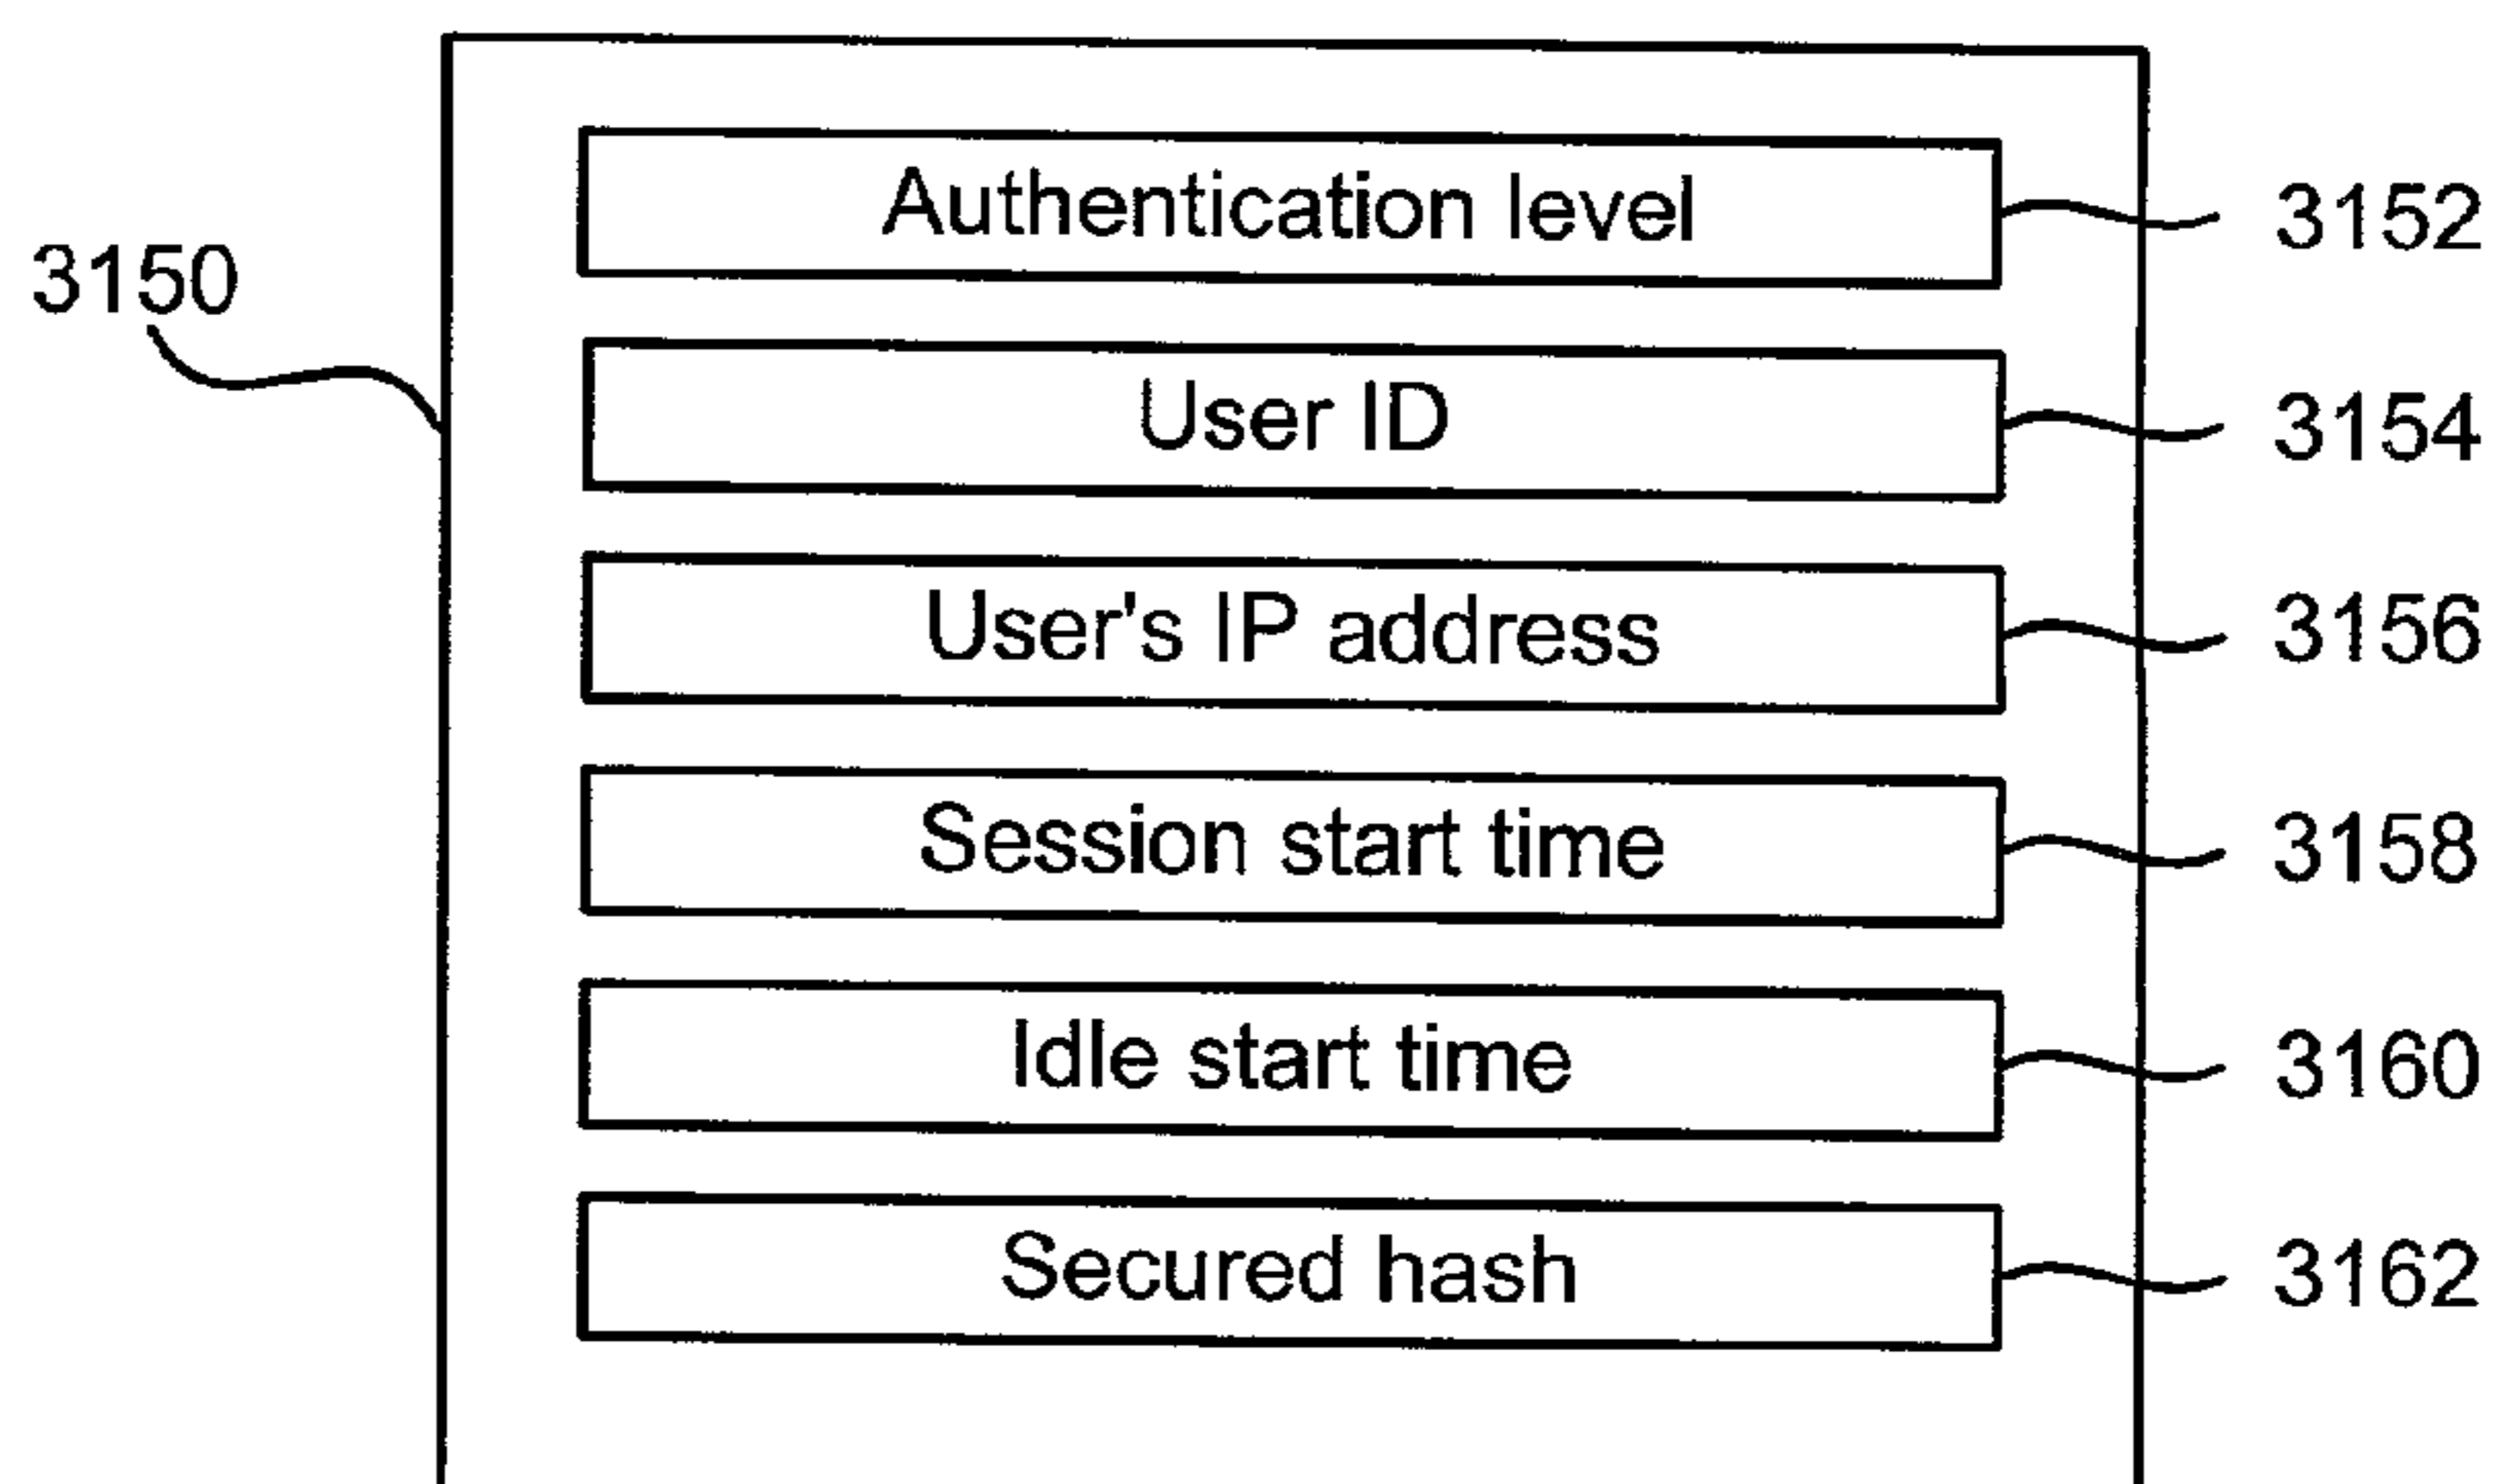 Authentication level 3152
3150
User ID 3154
User's IP address 3156
Session start time 3158
Idle start time 3160
Secured hash 3162